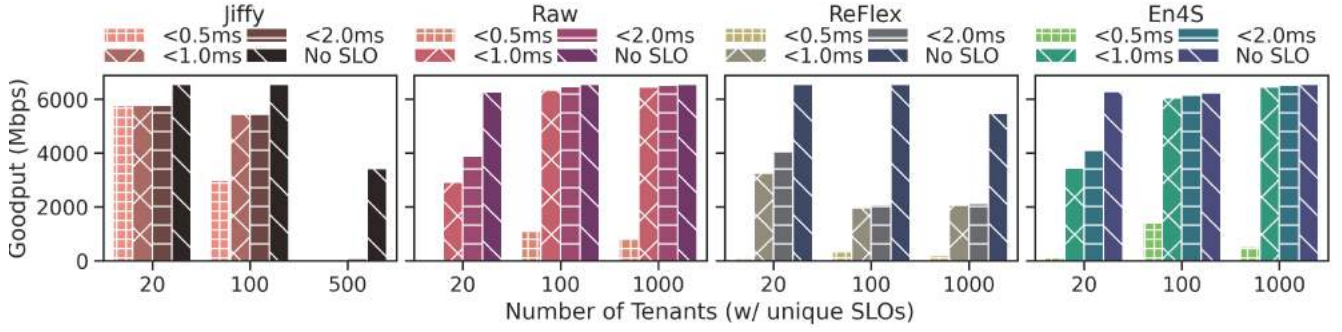 Jiffy
<0.5ms <2.0ms
<1.0ms No SLO
Raw
<0.5ms <2.0ms
<1.0ms No SLO
ReFlex
<0.5ms <2.0ms
<1.0ms No SLO
En4S
<0.5ms <2.0ms
<1.0ms No SLO
Goodput (Mbps)
6000
4000
2000
0
20 100 500
20 100 1000
20 100 1000
20 100 1000
Number of Tenants (w/ unique SLOs)